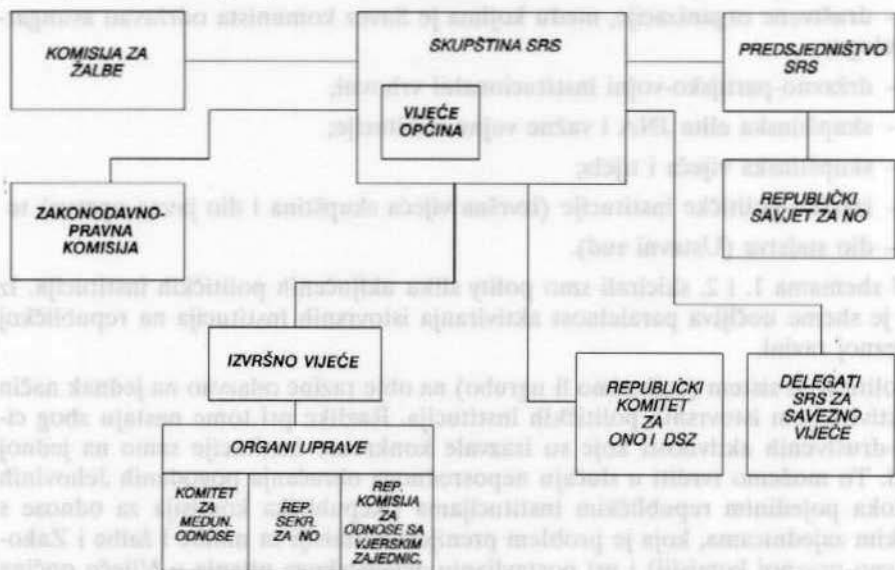 KOMISIJA ZA
ŽALBE
SKUPŠTINA SRS
PREDSJEDNIŠTVO
SRS
VIJEĆE
OPĆINA
ZAKONODAVNO-
PRAVNA
KOMISIJA
REPUBLIČKI
SAVJET ZA NO
IZVRŠNO VIJEĆE
ORGANI UPRAVE
KOMITET
ZA
MEĐUN.
ODNOSE
REP.
SEKR.
ZA NO
REP.
KOMISIJA
ZA
ODNOSE SA
VJERSKIM
ZAJEDNIC.
REPUBLIČKI
KOMITET
ZA
ONO I DSZ
DELEGATI
SRS ZA
SAVEZNO
VIJEĆE